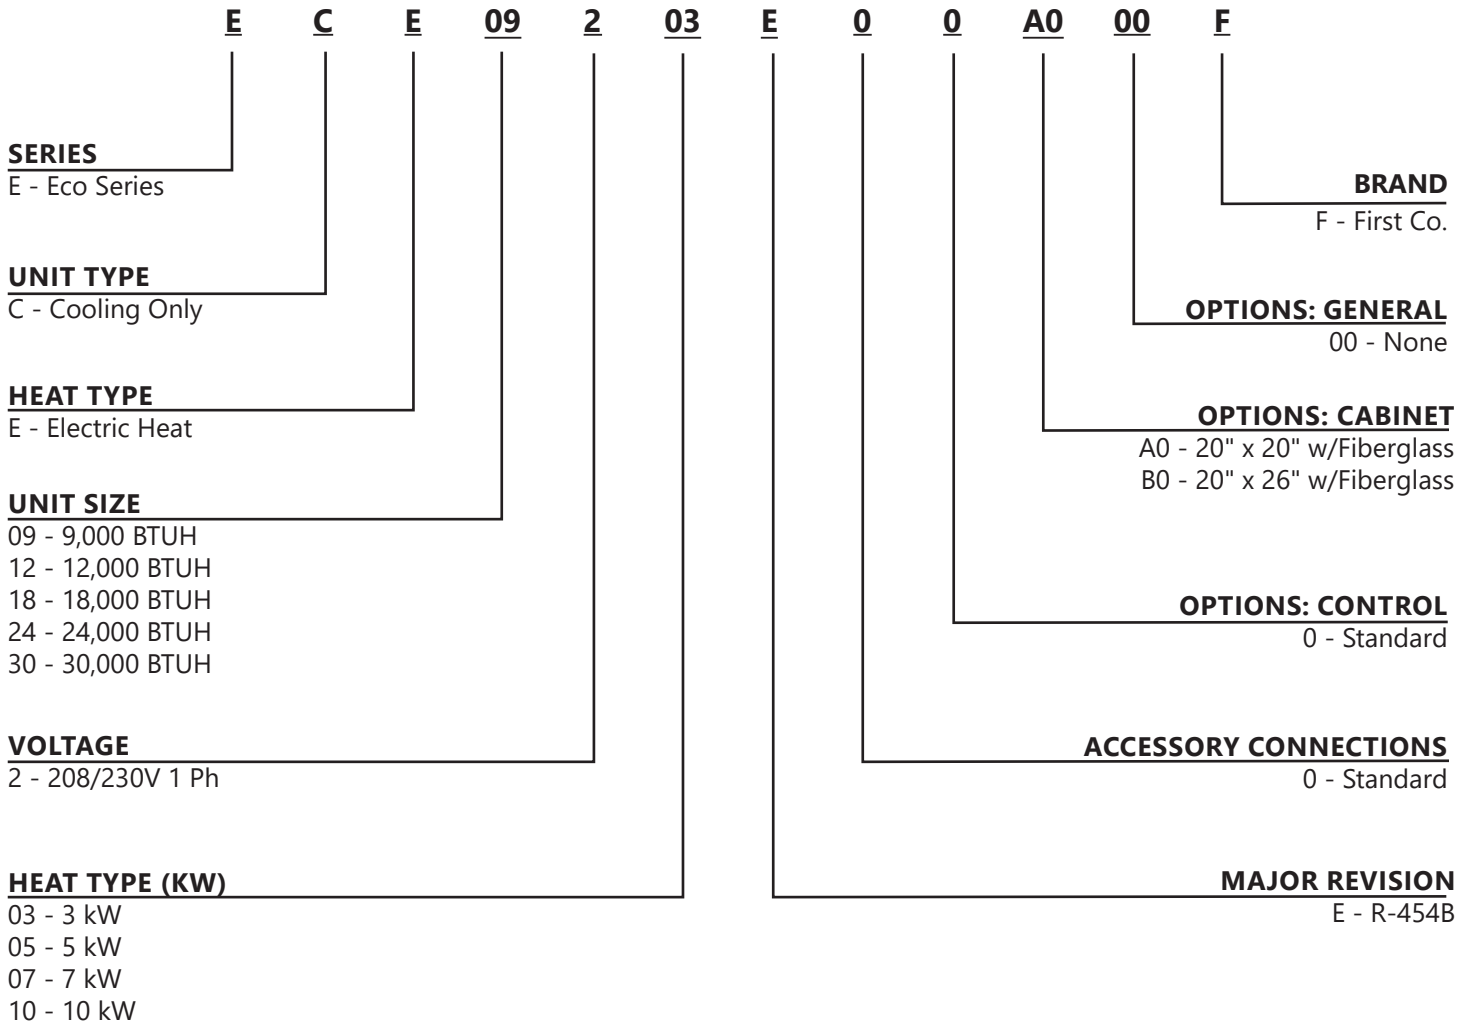 E C E 09 2 03 E 0 0 A0 00 F
SERIES
E - Eco Series
UNIT TYPE
C - Cooling Only
HEAT TYPE
E - Electric Heat
UNIT SIZE
09 - 9,000 BTUH
12 - 12,000 BTUH
18 - 18,000 BTUH
24 - 24,000 BTUH
30 - 30,000 BTUH
VOLTAGE
2 - 208/230V 1 Ph
HEAT TYPE (KW)
03 - 3 kW
05 - 5 kW
07 - 7 kW
10 - 10 kW
BRAND
F - First Co.
OPTIONS: GENERAL
00 - None
OPTIONS: CABINET
A0 - 20" x 20" w/Fiberglass
B0 - 20" x 26" w/Fiberglass
OPTIONS: CONTROL
0 - Standard
ACCESSORY CONNECTIONS
0 - Standard
MAJOR REVISION
E - R-454B